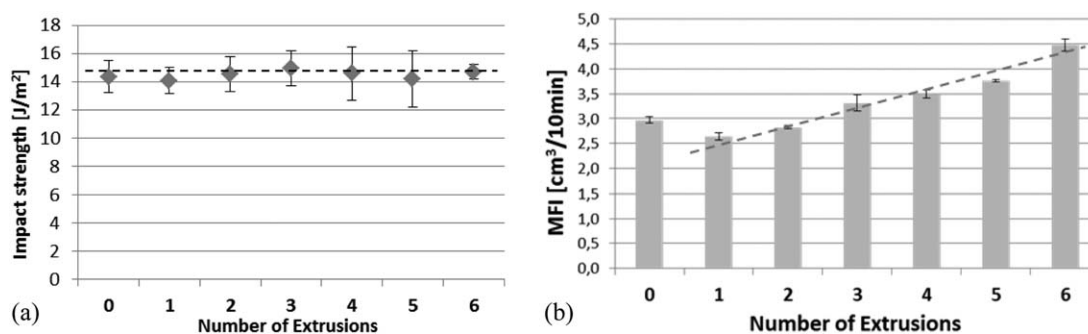 (a)
Impact strength [J/m²]
18
16
14
12
10
8
6
4
2
0
0 1 2 3 4 5 6
Number of Extrusions
(b)
MFI [cm³/10min]
5,0
4,5
4,0
3,5
3,0
2,5
2,0
1,5
1,0
0,5
0,0
0 1 2 3 4 5 6
Number of Extrusions